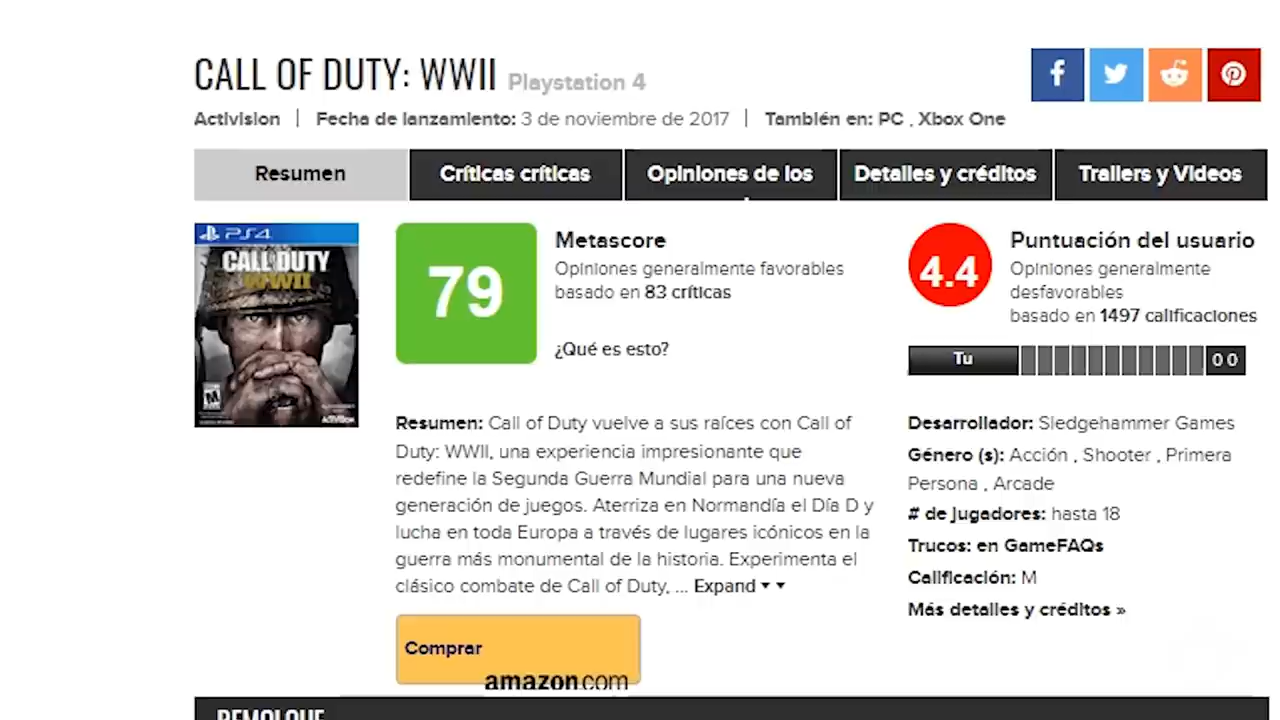 CALL OF DUTY: WWII Playstation 4
Activision | Fecha de lanzamiento: 3 de noviembre de 2017 | También en: PC , Xbox One
Resumen
Críticas críticas
Opiniones de los
Detalles y créditos
Trailers y Videos
PS4
CALL OF DUTY
WWII
M
ACTIVISION
79
Metascore
Opiniones generalmente favorables
basado en 83 críticas
¿Qué es esto?
4.4
Puntuación del usuario
Opiniones generalmente
desfavorables
basado en 1497 calificaciones
Tu
0 0
Resumen: Call of Duty vuelve a sus raíces con Call of
Duty: WWII, una experiencia impresionante que
redefine la Segunda Guerra Mundial para una nueva
generación de juegos. Aterriza en Normandía el Día D y
lucha en toda Europa a través de lugares icónicos en la
guerra más monumental de la historia. Experimenta el
clásico combate de Call of Duty, ... Expand
Comprar
amazon.com
Desarrollador: Sledgehammer Games
Género (s): Acción , Shooter , Primera
Persona , Arcade
# de jugadores: hasta 18
Trucos: en GameFAQs
Calificación: M
Más detalles y créditos »
REMOLQUE